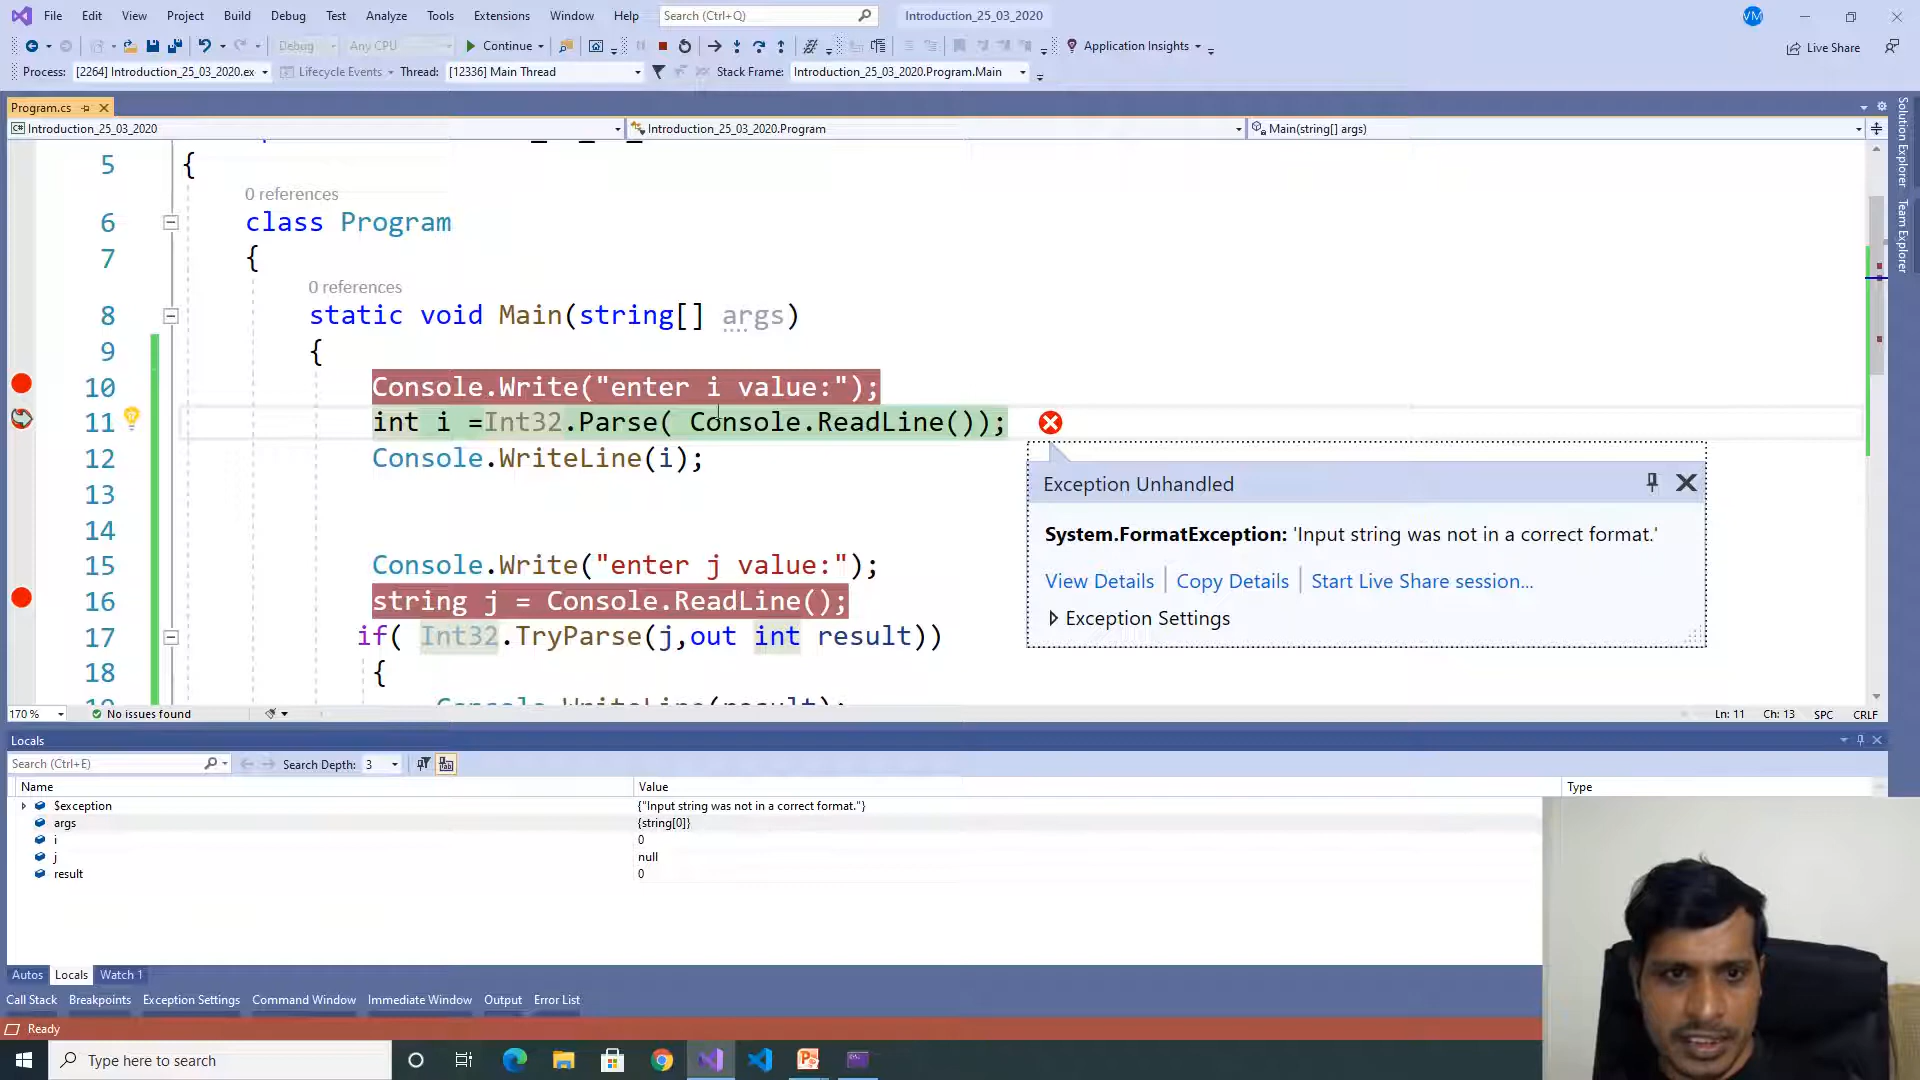 File Edit View Project Build Debug Test Analyze Tools Extensions Window Help Search (Ctrl+Q) Introduction_25_03_2020 VM
Debug Any CPU Continue Application Insights Live Share
Process: [2264] Introduction_25_03_2020.ex Lifecycle Events Thread: [12336] Main Thread Stack Frame: Introduction_25_03_2020.Program.Main
Program.cs
Introduction_25_03_2020 Introduction_25_03_2020.Program Main(string[] args)
5 {
0 references
6 class Program
7 {
0 references
8 static void Main(string[] args)
9 {
10 Console.Write("enter i value:");
11 int i =Int32.Parse( Console.ReadLine());
12 Console.WriteLine(i);
13
14
15 Console.Write("enter j value:");
16 string j = Console.ReadLine();
17 if( Int32.TryParse(j,out int result))
18 {
19 Console.WriteLine(result);
Exception Unhandled
System.FormatException: 'Input string was not in a correct format.'
View Details Copy Details Start Live Share session...
Exception Settings
Solution Explorer
Team Explorer
170 % No issues found Ln: 11 Ch: 13 SPC CRLF
Locals
Search (Ctrl+E) Search Depth: 3
Name Value Type
$exception {"Input string was not in a correct format."}
args {string[0]}
i 0
j null
result 0
Autos Locals Watch 1
Call Stack Breakpoints Exception Settings Command Window Immediate Window Output Error List
Ready
Type here to search